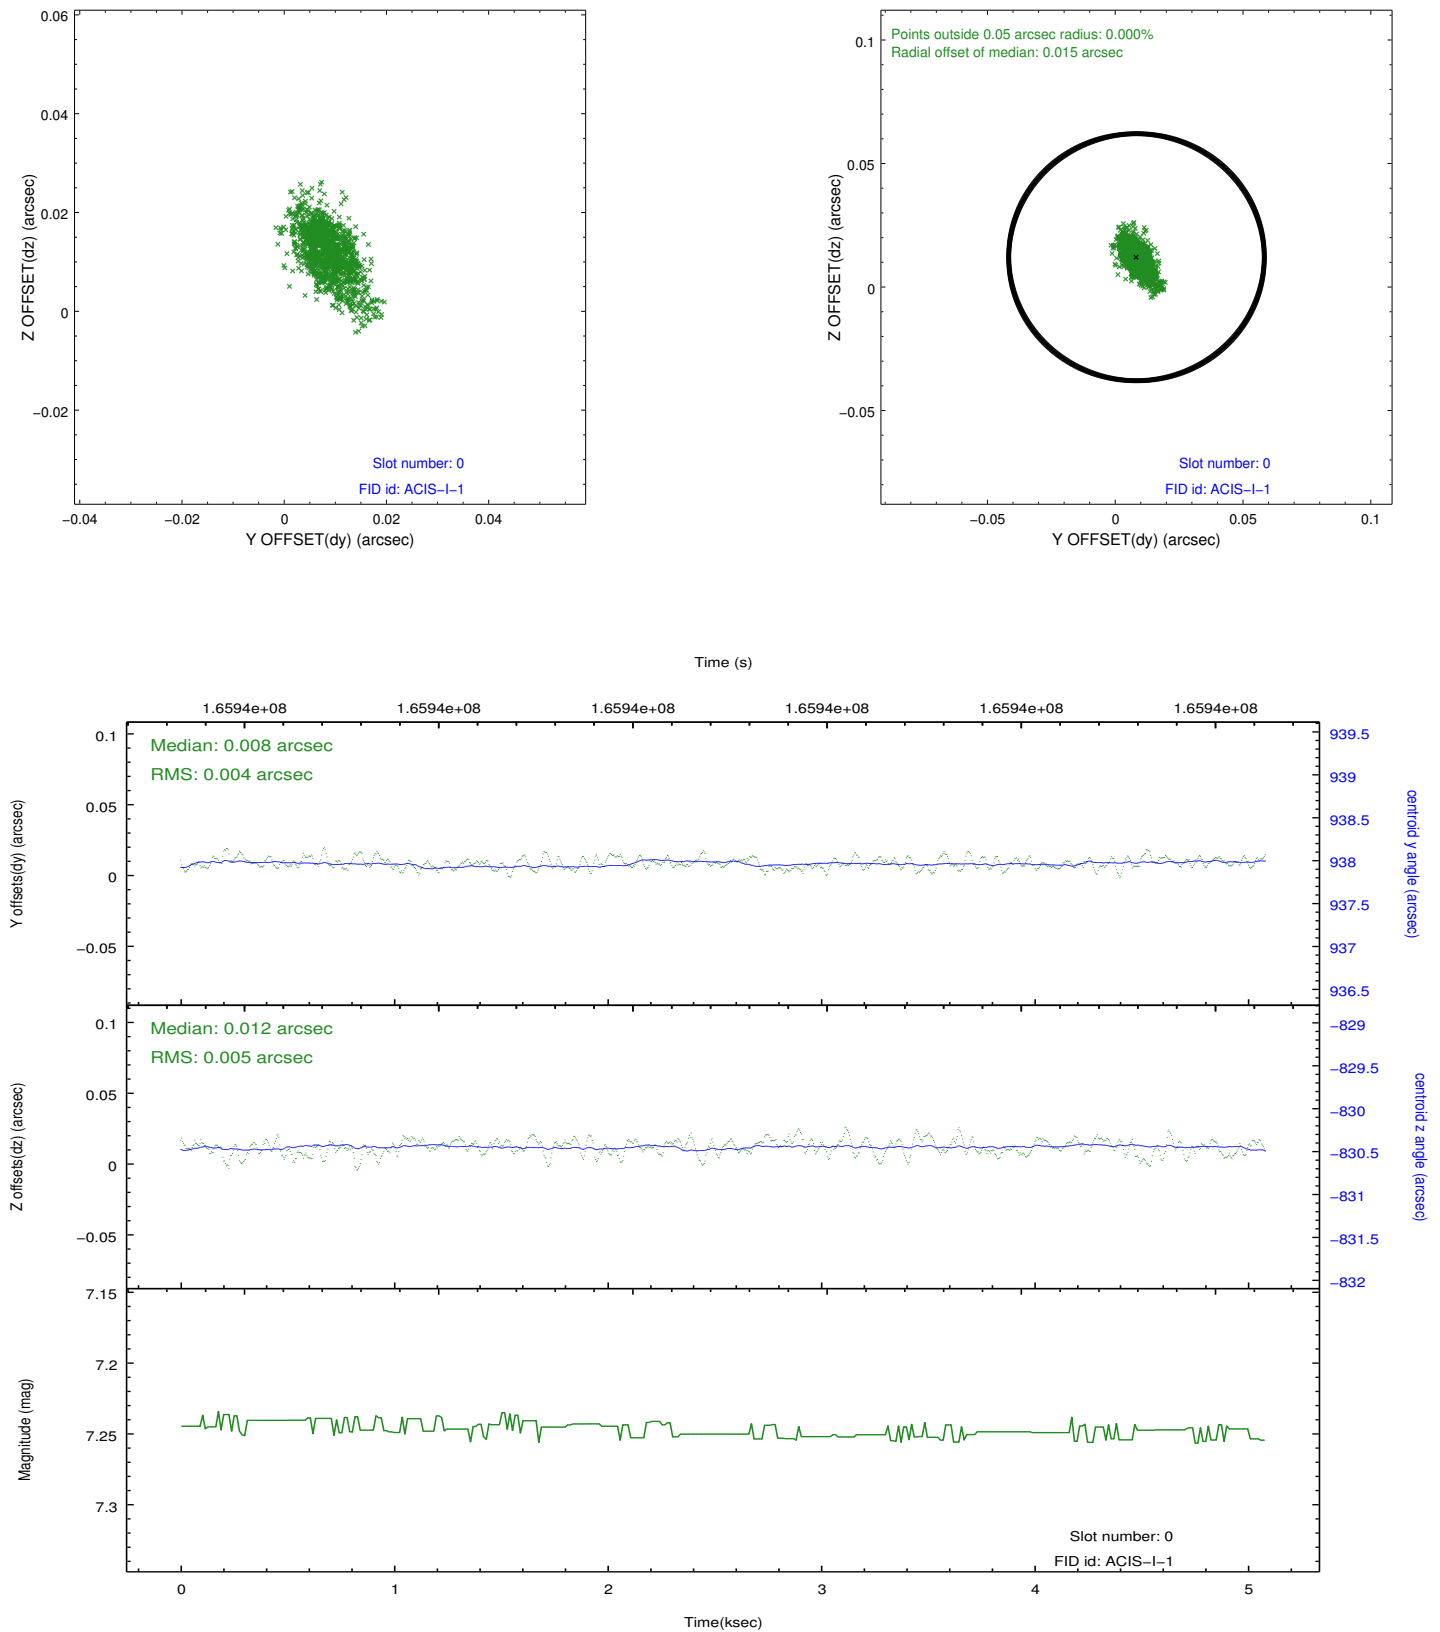 0.06
0.04
0.02
0
−0.02
−0.04
−0.02
0
0.02
0.04
Z OFFSET(dz) (arcsec)
Y OFFSET(dy) (arcsec)
Slot number: 0
FID id: ACIS−I−1
Points outside 0.05 arcsec radius: 0.000%
Radial offset of median: 0.015 arcsec
0.1
0.05
0
−0.05
−0.05
0
0.05
0.1
Z OFFSET(dz) (arcsec)
Y OFFSET(dy) (arcsec)
Slot number: 0
FID id: ACIS−I−1
Time (s)
1.6594e+08 1.6594e+08 1.6594e+08 1.6594e+08 1.6594e+08 1.6594e+08
Median: 0.008 arcsec
RMS: 0.004 arcsec
0.1
0.05
0
−0.05
Y offsets(dy) (arcsec)
939.5
939
938.5
938
937.5
937
936.5
centroid y angle (arcsec)
Median: 0.012 arcsec
RMS: 0.005 arcsec
0.1
0.05
0
−0.05
Z offsets(dz) (arcsec)
−829
−829.5
−830
−830.5
−831
−831.5
−832
centroid z angle (arcsec)
7.15
7.2
7.25
7.3
Magnitude (mag)
Slot number: 0
FID id: ACIS−I−1
0 1 2 3 4 5
Time(ksec)